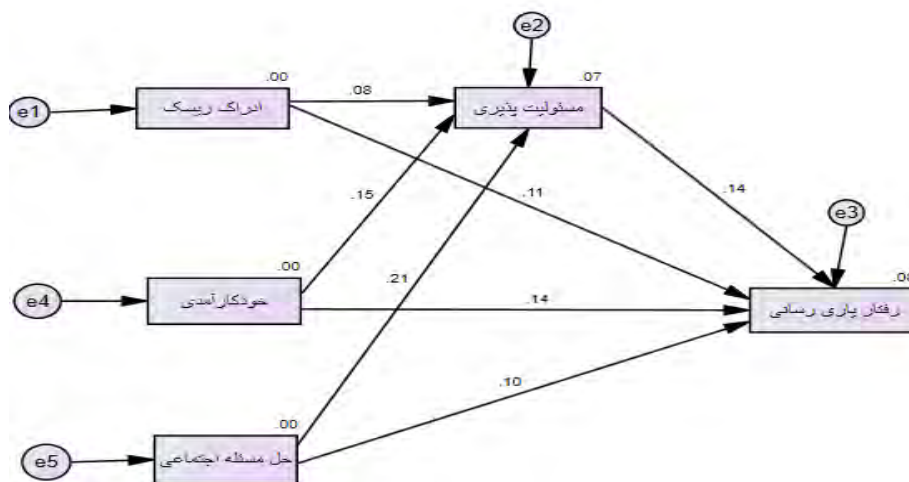 e1
.00
ادراک ریسک
.08
e2
.07
مسئولیت پذیری
.15
.11
.14
e3
e4
.00
خودکارآمدی
.21
.14
رفتار یاری رسانی
.10
e5
.00
حل مسئله اجتماعی